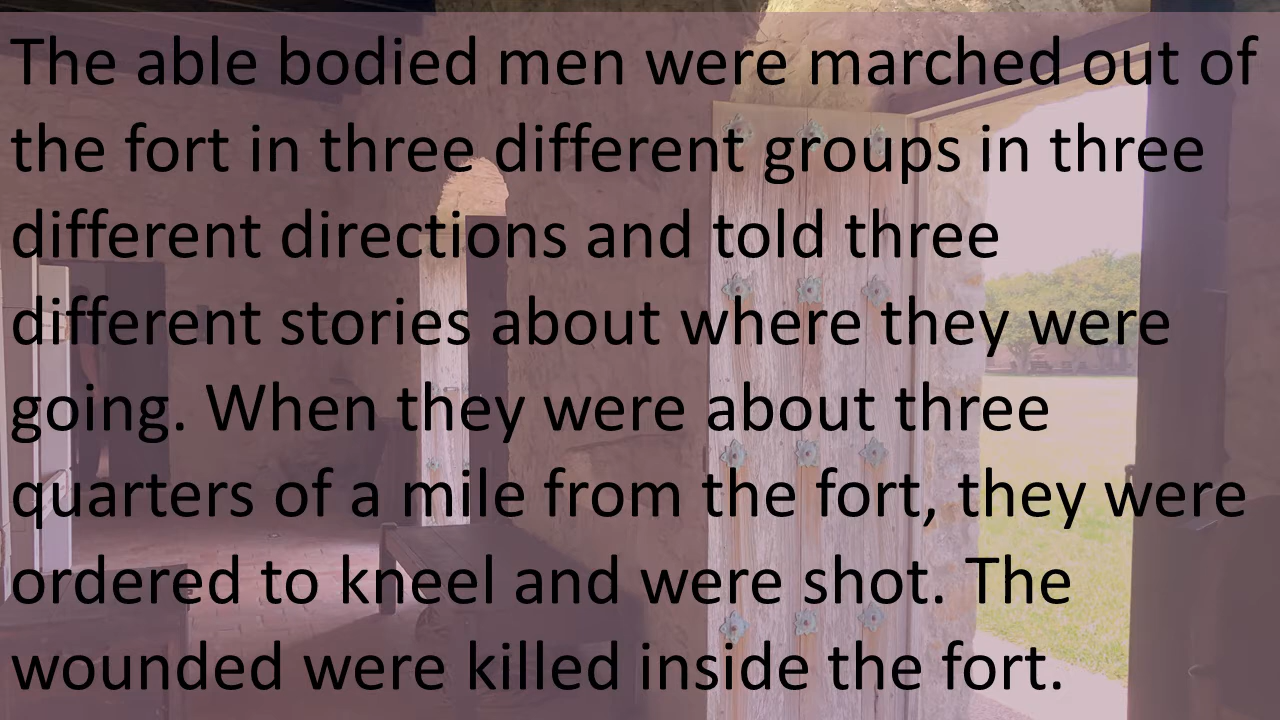 The able bodied men were marched out of
the fort in three different groups in three
different directions and told three
different stories about where they were
going. When they were about three
quarters of a mile from the fort, they were
ordered to kneel and were shot. The
wounded were killed inside the fort.